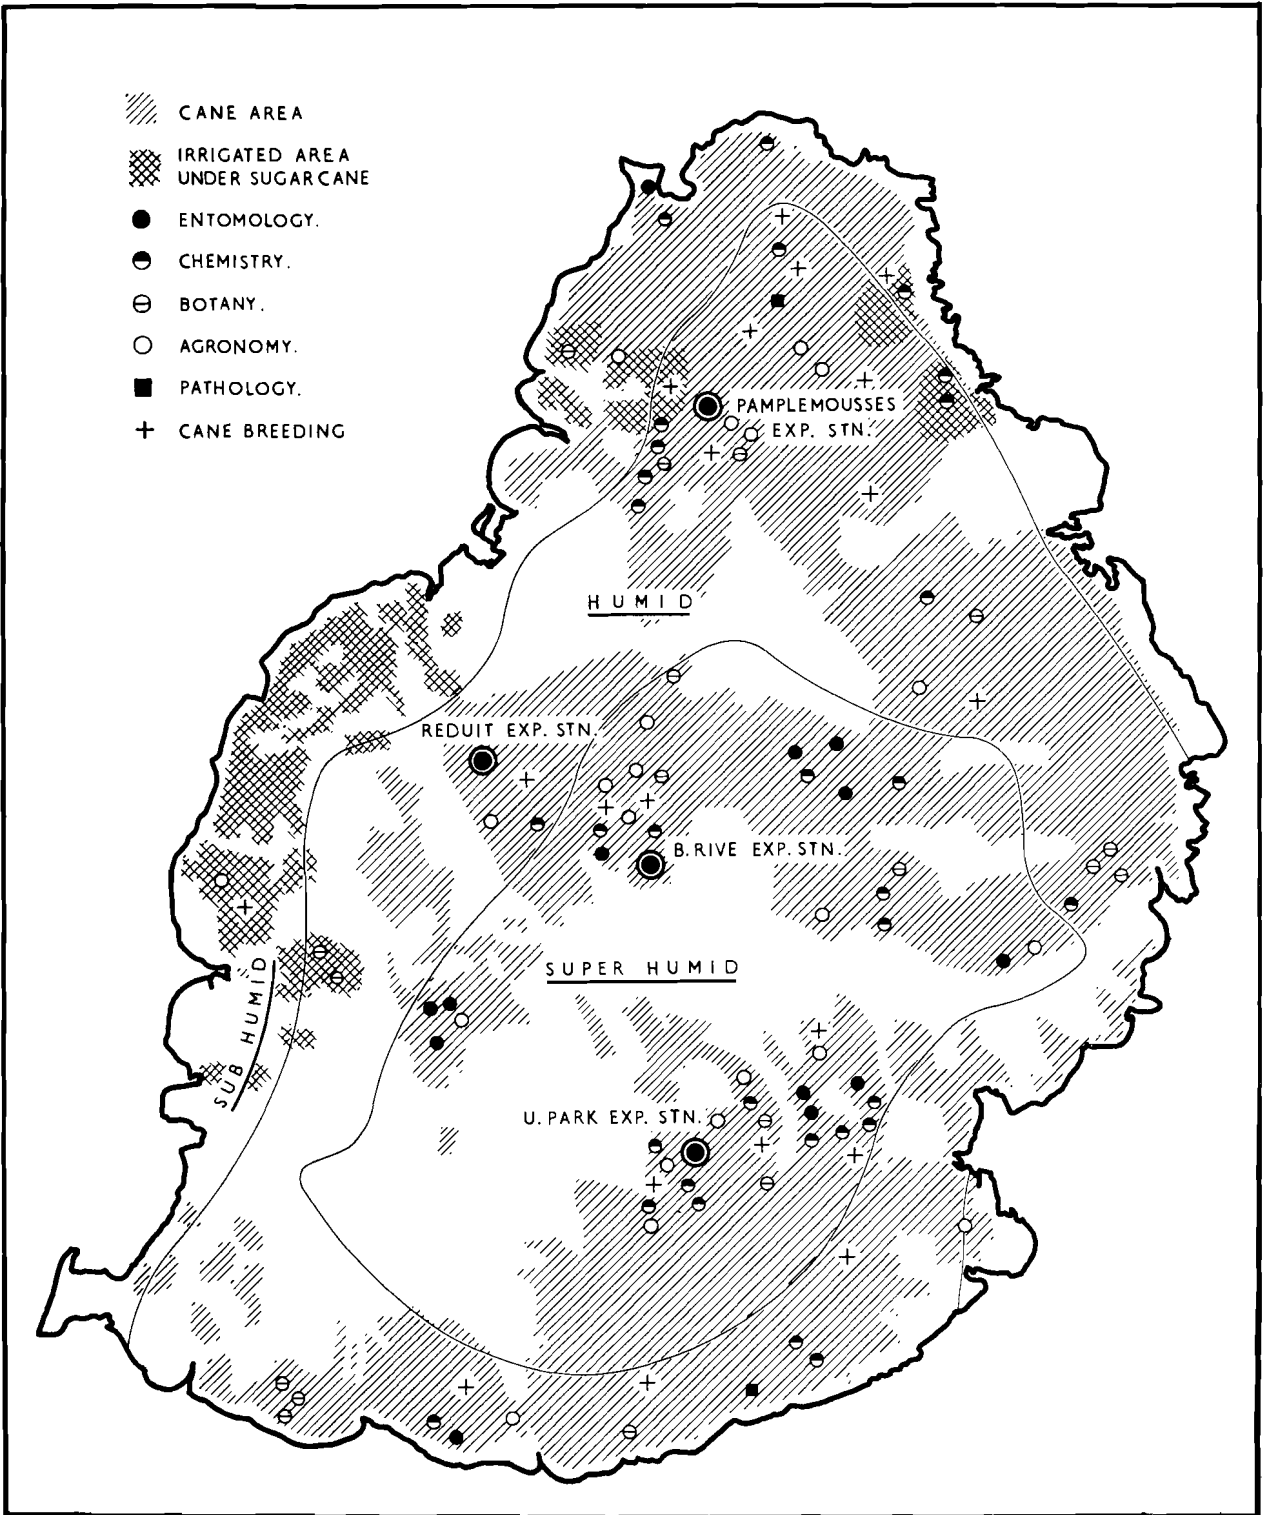 CANE AREA
IRRIGATED AREA
UNDER SUGARCANE
ENTOMOLOGY.
CHEMISTRY.
BOTANY.
AGRONOMY.
PATHOLOGY.
CANE BREEDING
PAMPLEMOUSSES
EXP. STN.
HUMID
REDUIT EXP. STN.
B. RIVE EXP. STN.
SUPER HUMID
SUB HUMID
U. PARK EXP. STN.